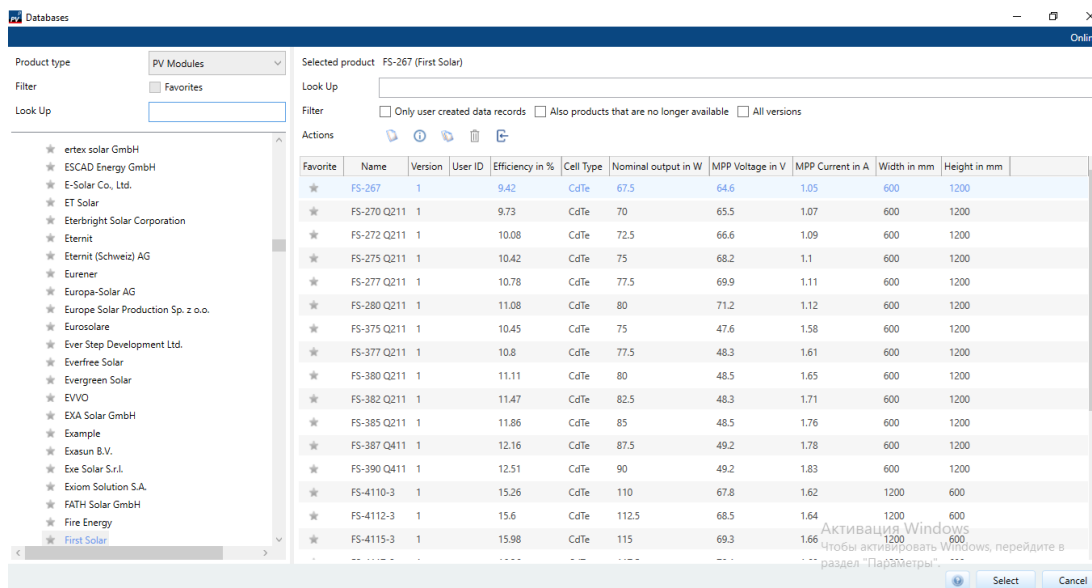 PV Databases
Onlin
Product type PV Modules
Filter Favorites
Look Up
ertex solar GmbH
ESCAD Energy GmbH
E-Solar Co., Ltd.
ET Solar
Eterbright Solar Corporation
Eternit
Eternit (Schweiz) AG
Eurener
Europa-Solar AG
Europe Solar Production Sp. z o.o.
Eurosolare
Ever Step Development Ltd.
Everfree Solar
Evergreen Solar
EVVO
EXA Solar GmbH
Example
Exasun B.V.
Exe Solar S.r.l.
Exiom Solution S.A.
FATH Solar GmbH
Fire Energy
First Solar
Selected product FS-267 (First Solar)
Look Up
Filter Only user created data records Also products that are no longer available All versions
Actions
Favorite Name Version User ID Efficiency in % Cell Type Nominal output in W MPP Voltage in V MPP Current in A Width in mm Height in mm
FS-267 1 9.42 CdTe 67.5 64.6 1.05 600 1200
FS-270 Q211 1 9.73 CdTe 70 65.5 1.07 600 1200
FS-272 Q211 1 10.08 CdTe 72.5 66.6 1.09 600 1200
FS-275 Q211 1 10.42 CdTe 75 68.2 1.1 600 1200
FS-277 Q211 1 10.78 CdTe 77.5 69.9 1.11 600 1200
FS-280 Q211 1 11.08 CdTe 80 71.2 1.12 600 1200
FS-375 Q211 1 10.45 CdTe 75 47.6 1.58 600 1200
FS-377 Q211 1 10.8 CdTe 77.5 48.3 1.61 600 1200
FS-380 Q211 1 11.11 CdTe 80 48.5 1.65 600 1200
FS-382 Q211 1 11.47 CdTe 82.5 48.3 1.71 600 1200
FS-385 Q211 1 11.86 CdTe 85 48.5 1.76 600 1200
FS-387 Q411 1 12.16 CdTe 87.5 49.2 1.78 600 1200
FS-390 Q411 1 12.51 CdTe 90 49.2 1.83 600 1200
FS-4110-3 1 15.26 CdTe 110 67.8 1.62 1200 600
FS-4112-3 1 15.6 CdTe 112.5 68.5 1.64 1200 600
FS-4115-3 1 15.98 CdTe 115 69.3 1.66 1200 600
Активация Windows
Чтобы активировать Windows, перейдите в
раздел "Параметры".
Select Cancel